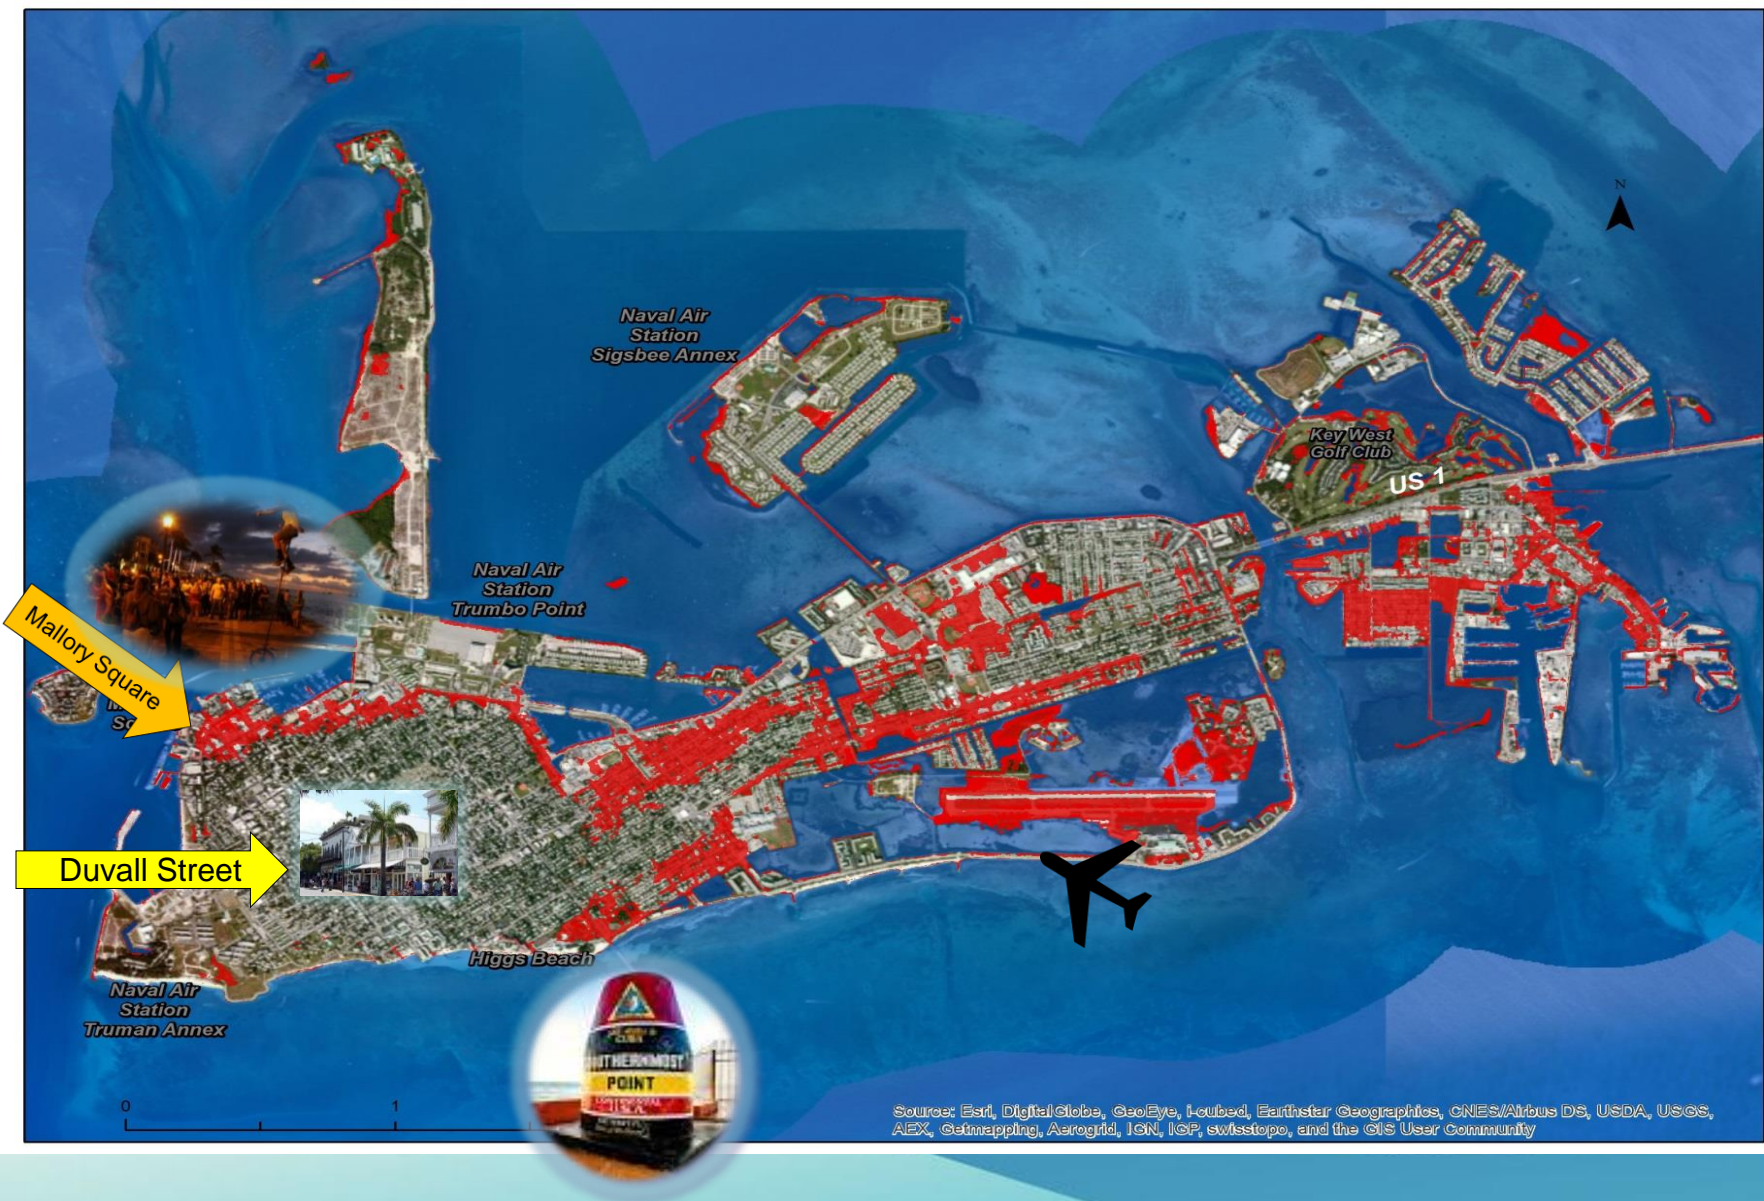 N
Naval Air
Station
Sigsbee Annex
Key West
Golf Club
US 1
Naval Air
Station
Trumbo Point
Mallory Square
Duvall Street
Higgs Beach
Naval Air
Station
Truman Annex
CUBA
POINT
CONTINENTAL
U.S.A.
0
1
Source: Esri, DigitalGlobe, GeoEye, i-cubed, Earthstar Geographics, CNES/Airbus DS, USDA, USGS,
AEX, Getmapping, Aerogrid, IGN, IGP, swisstopo, and the GIS User Community